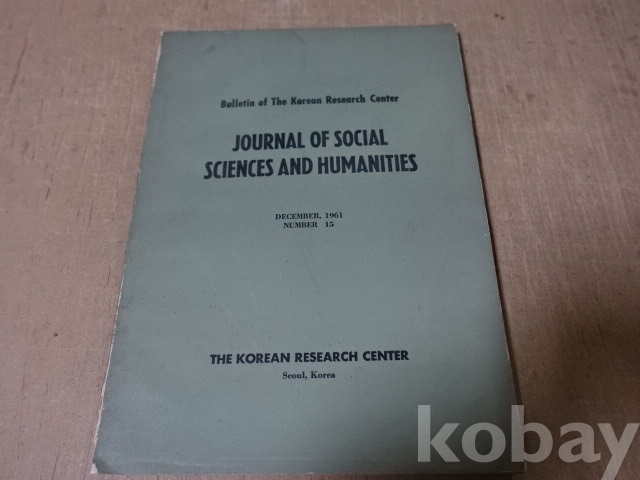 Bulletin of The Korean Research Center
JOURNAL OF SOCIAL
SCIENCES AND HUMANITIES
DECEMBER, 1961
NUMBER 15
THE KOREAN RESEARCH CENTER
Seoul, Korea
kobay